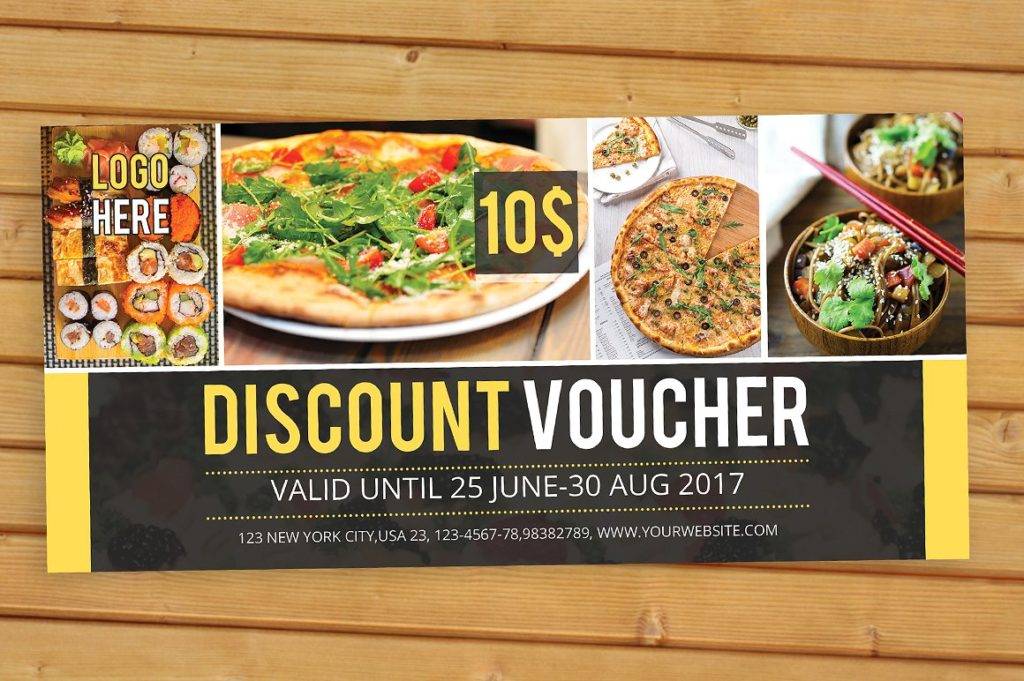 LOGO
HERE
10$
DISCOUNT VOUCHER
VALID UNTIL 25 JUNE-30 AUG 2017
123 NEW YORK CITY,USA 23, 123-4567-78,98382789, WWW.YOURWEBSITE.COM